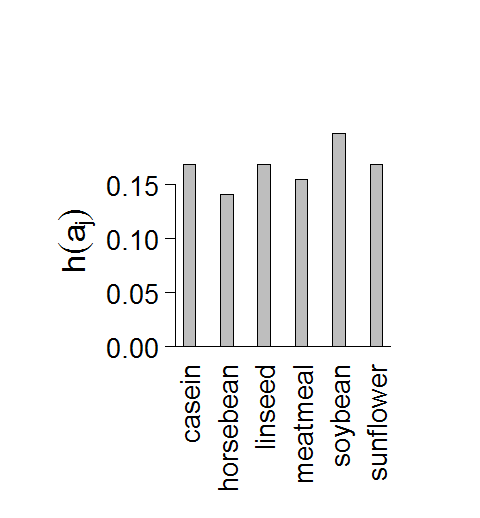 h(aj)
0.15
0.10
0.05
0.00
casein
horsebean
linseed
meatmeal
soybean
sunflower